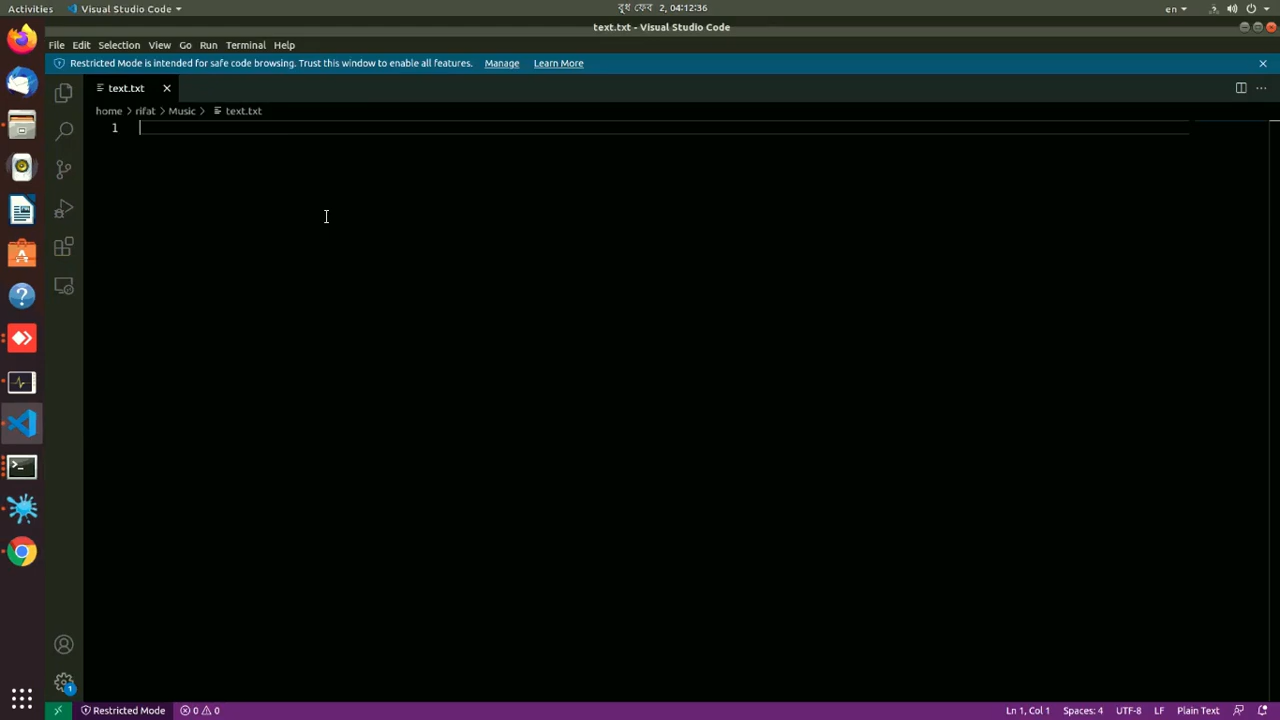 Activities Visual Studio Code বুধ ফেব 2, 04:12:36 en
text.txt - Visual Studio Code
File Edit Selection View Go Run Terminal Help
Restricted Mode is intended for safe code browsing. Trust this window to enable all features. Manage Learn More
text.txt
home > rifat > Music > text.txt
1
1
Restricted Mode 0 0 Ln 1, Col 1 Spaces: 4 UTF-8 LF Plain Text